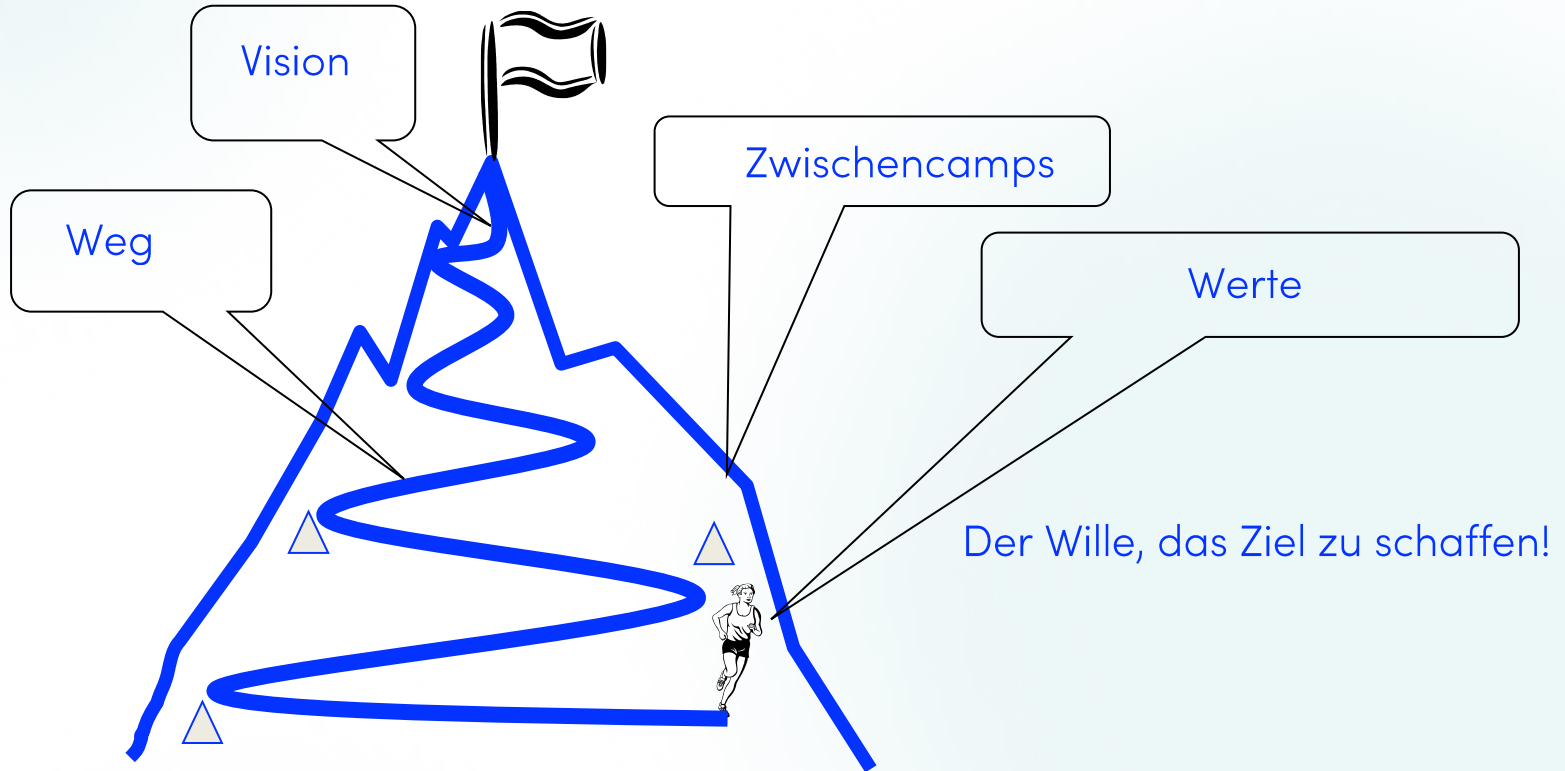 Vision
Zwischencamps
Weg
Werte
Der Wille, das Ziel zu schaffen!